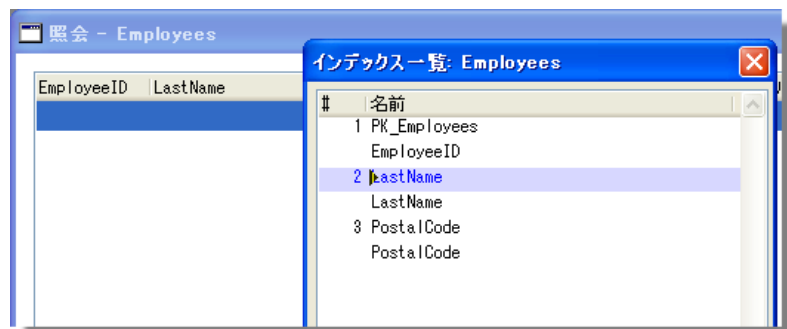 照会 - Employees
EmployeeID LastName
インデックス一覧: Employees
# 名前
1 PK_Employees
EmployeeID
2 LastName
LastName
3 PostalCode
PostalCode